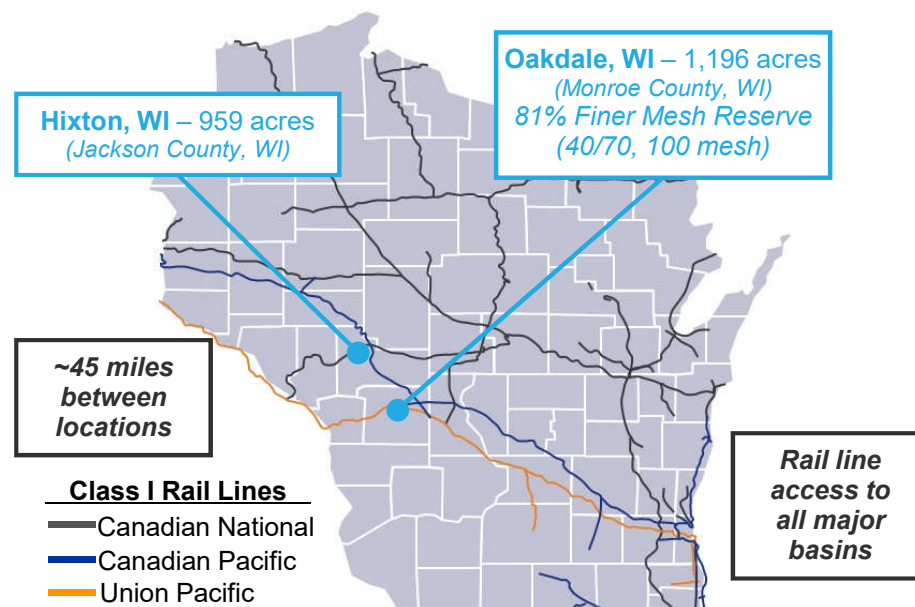 Oakdale, WI – 1,196 acres
(Monroe County, WI)
81% Finer Mesh Reserve
(40/70, 100 mesh)
Hixton, WI – 959 acres
(Jackson County, WI)
~45 miles
between
locations
Class I Rail Lines
Canadian National
Canadian Pacific
Union Pacific
Rail line
access to
all major
basins